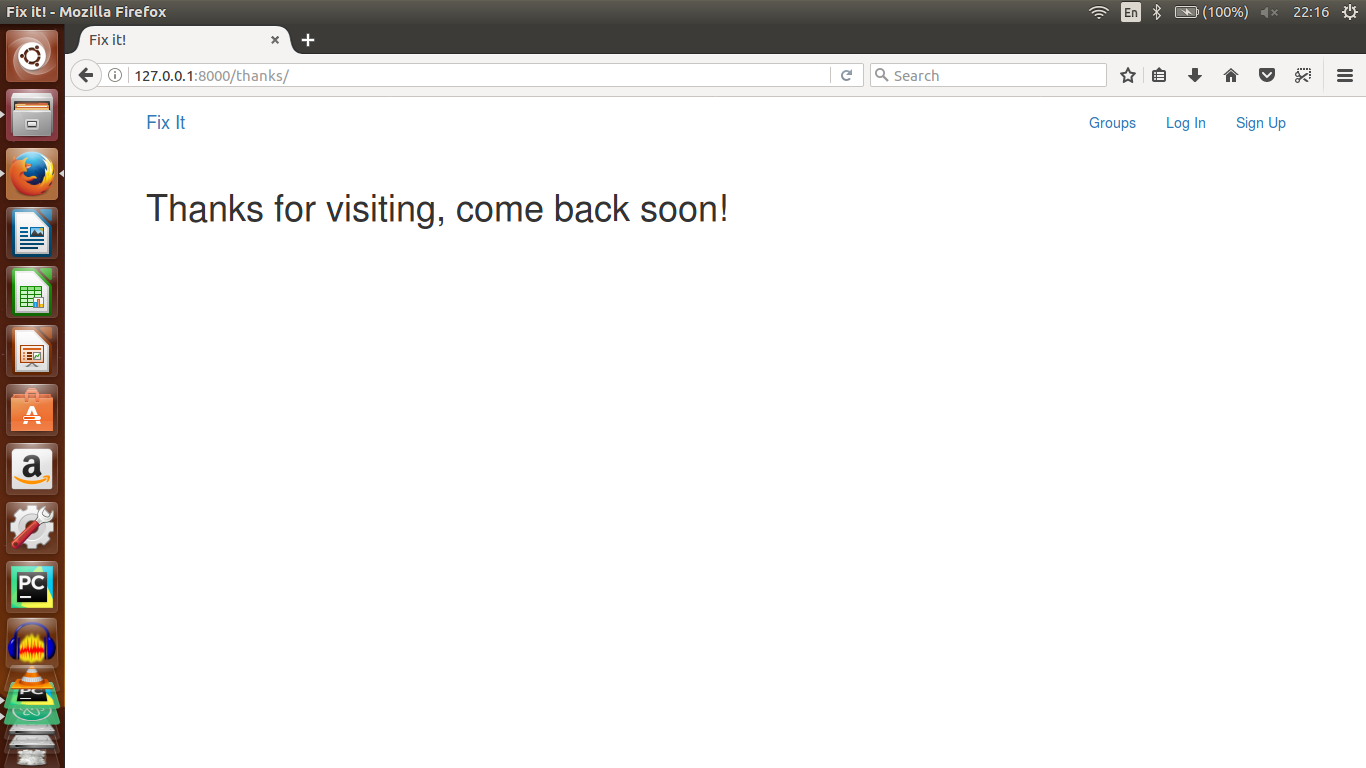 Fix it! - Mozilla Firefox
En
(100%)
22:16
Fix it!
127.0.0.1:8000/thanks/
Search
Fix It
Groups
Log In
Sign Up
Thanks for visiting, come back soon!
A
a
PC
PC